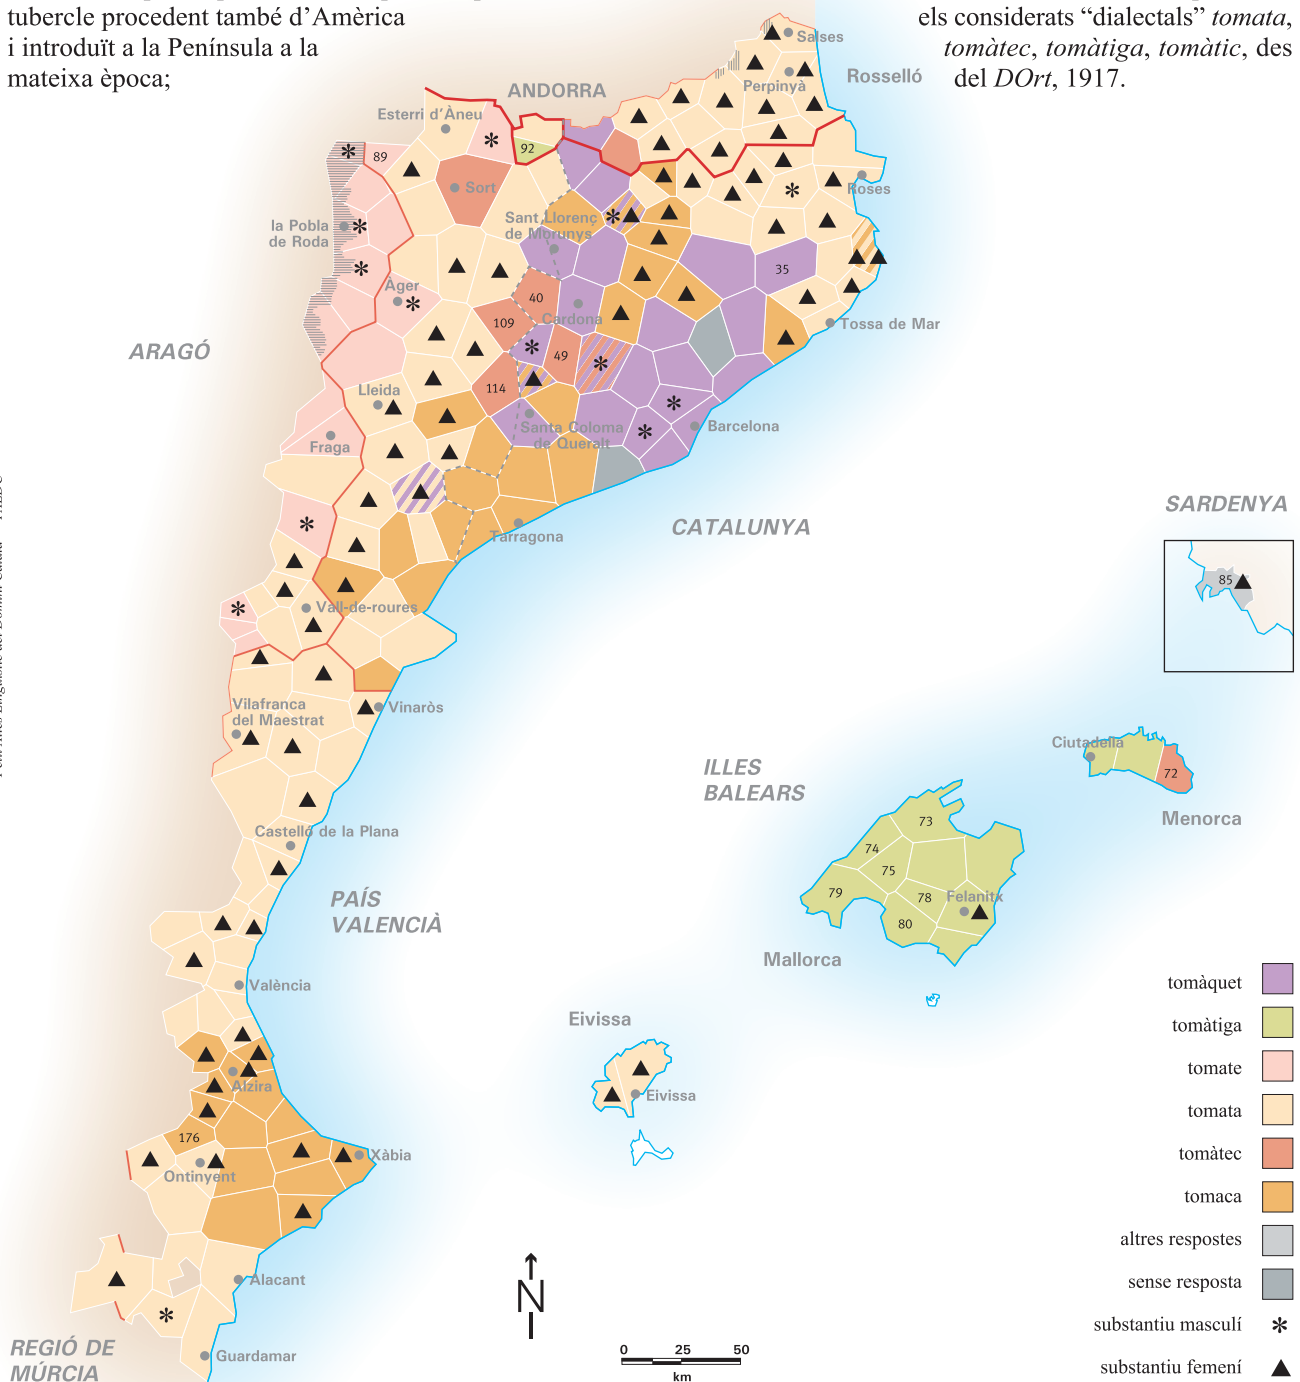 tubercle procedent també d’Amèrica
i introduït a la Península a la
mateixa època;
els considerats “dialectals” tomata,
tomàtec, tomàtiga, tomàtic, des
del DOrt, 1917.
Salses
Rosselló
Perpinyà
ANDORRA
Esterri d’Àneu
92
89
Sort
Roses
la Pobla
de Roda
Sant Llorenç
de Morunys
35
Àger
40
Cardona
109
Tossa de Mar
ARAGÓ
49
114
Lleida
Santa Coloma
de Queralt
Barcelona
Fraga
SARDENYA
CATALUNYA
Tarragona
85
Vall-de-roures
Vilafranca
del Maestrat
Vinaròs
Ciutadella
ILLES
BALEARS
72
Menorca
73
Castelló de la Plana
74
75
79
78
Felanitx
80
PAÍS
VALENCIÀ
Mallorca
València
tomàquet
Eivissa
tomàtiga
tomate
Alzira
Eivissa
tomata
176
Xàbia
tomàtec
Ontinyent
tomaca
altres respostes
Alacant
sense resposta
N
substantiu masculí
REGIÓ DE
MÚRCIA
Guardamar
0 25 50
km
substantiu femení